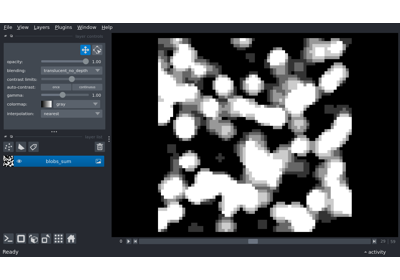 File View Layers Plugins Window Help
opacity: 1.00
blending: translucent_no_depth
contrast limits:
auto-contrast: once continuous
gamma: 1.00
colormap: gray
interpolation: nearest
blobs_sum
Ready
activity